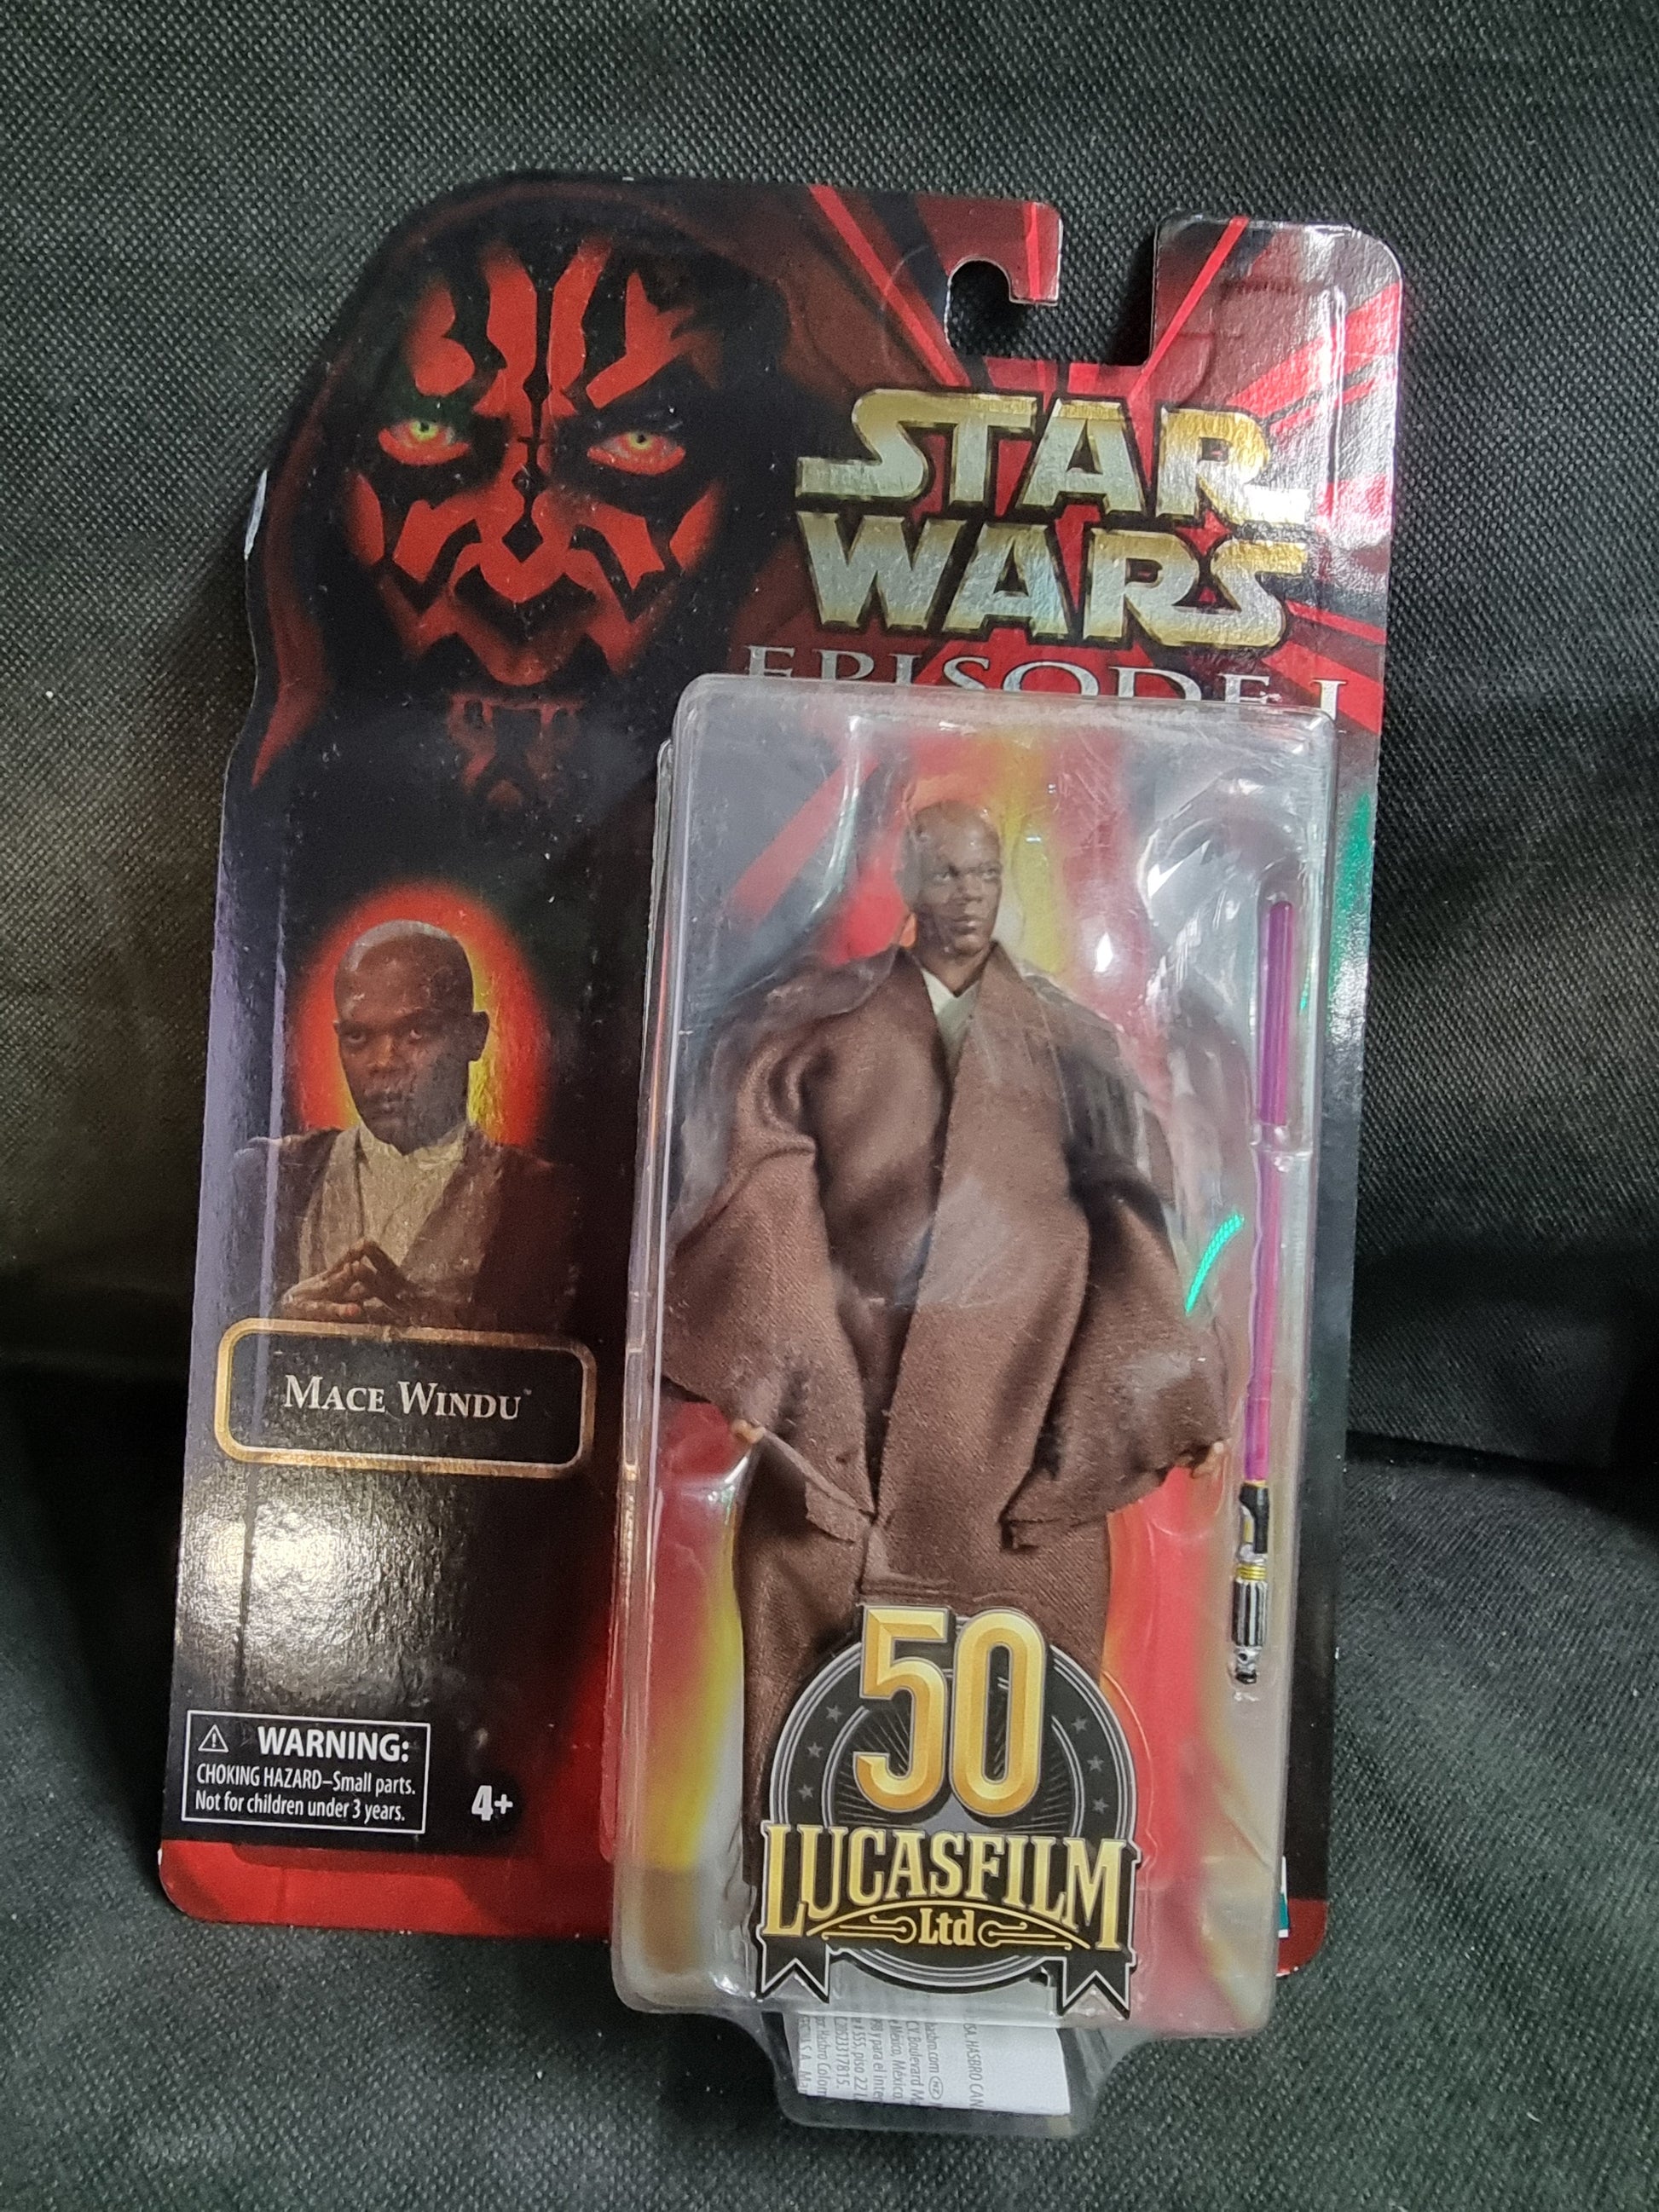 STAR
WARS
EPISODE I
MACE WINDU™
WARNING:
CHOKING HAZARD–Small parts.
Not for children under 3 years.
4+
50
LUCASFILM
Ltd